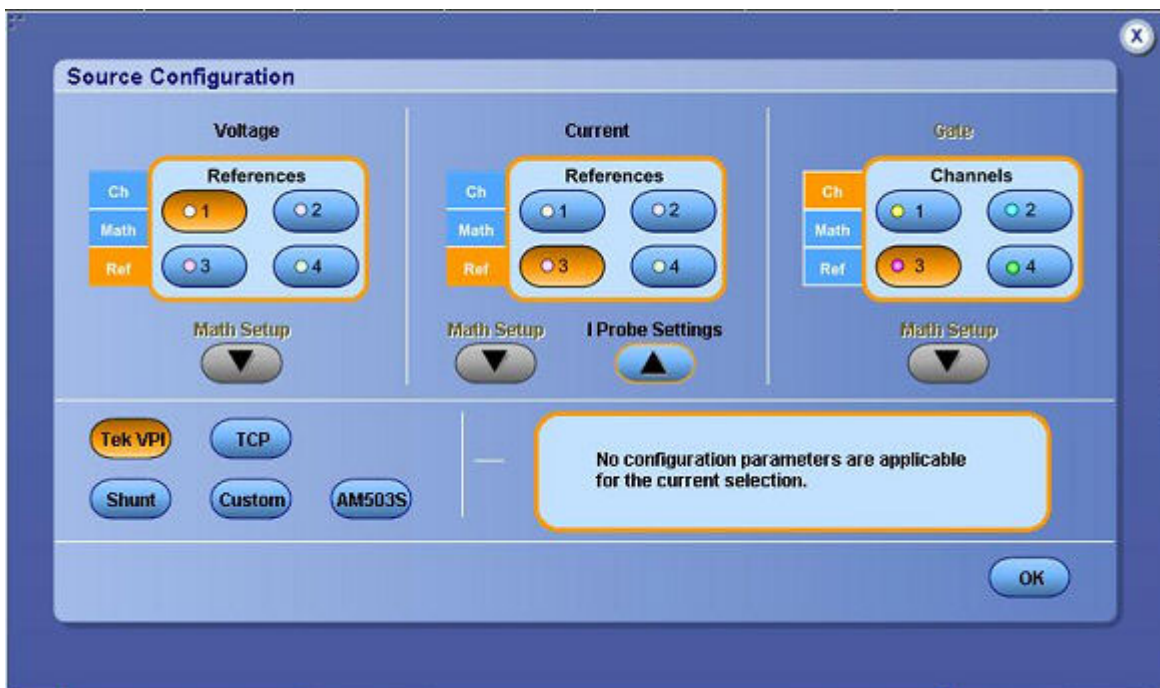 X
Source Configuration
Voltage
Ch
Math
Ref
References
1
2
3
4
Math Setup
Current
Ch
Math
Ref
References
1
2
3
4
Math Setup
I Probe Settings
Gate
Ch
Math
Ref
Channels
1
2
3
4
Math Setup
Tek VPI
TCP
Shunt
Custom
AM503S
No configuration parameters are applicable
for the current selection.
OK